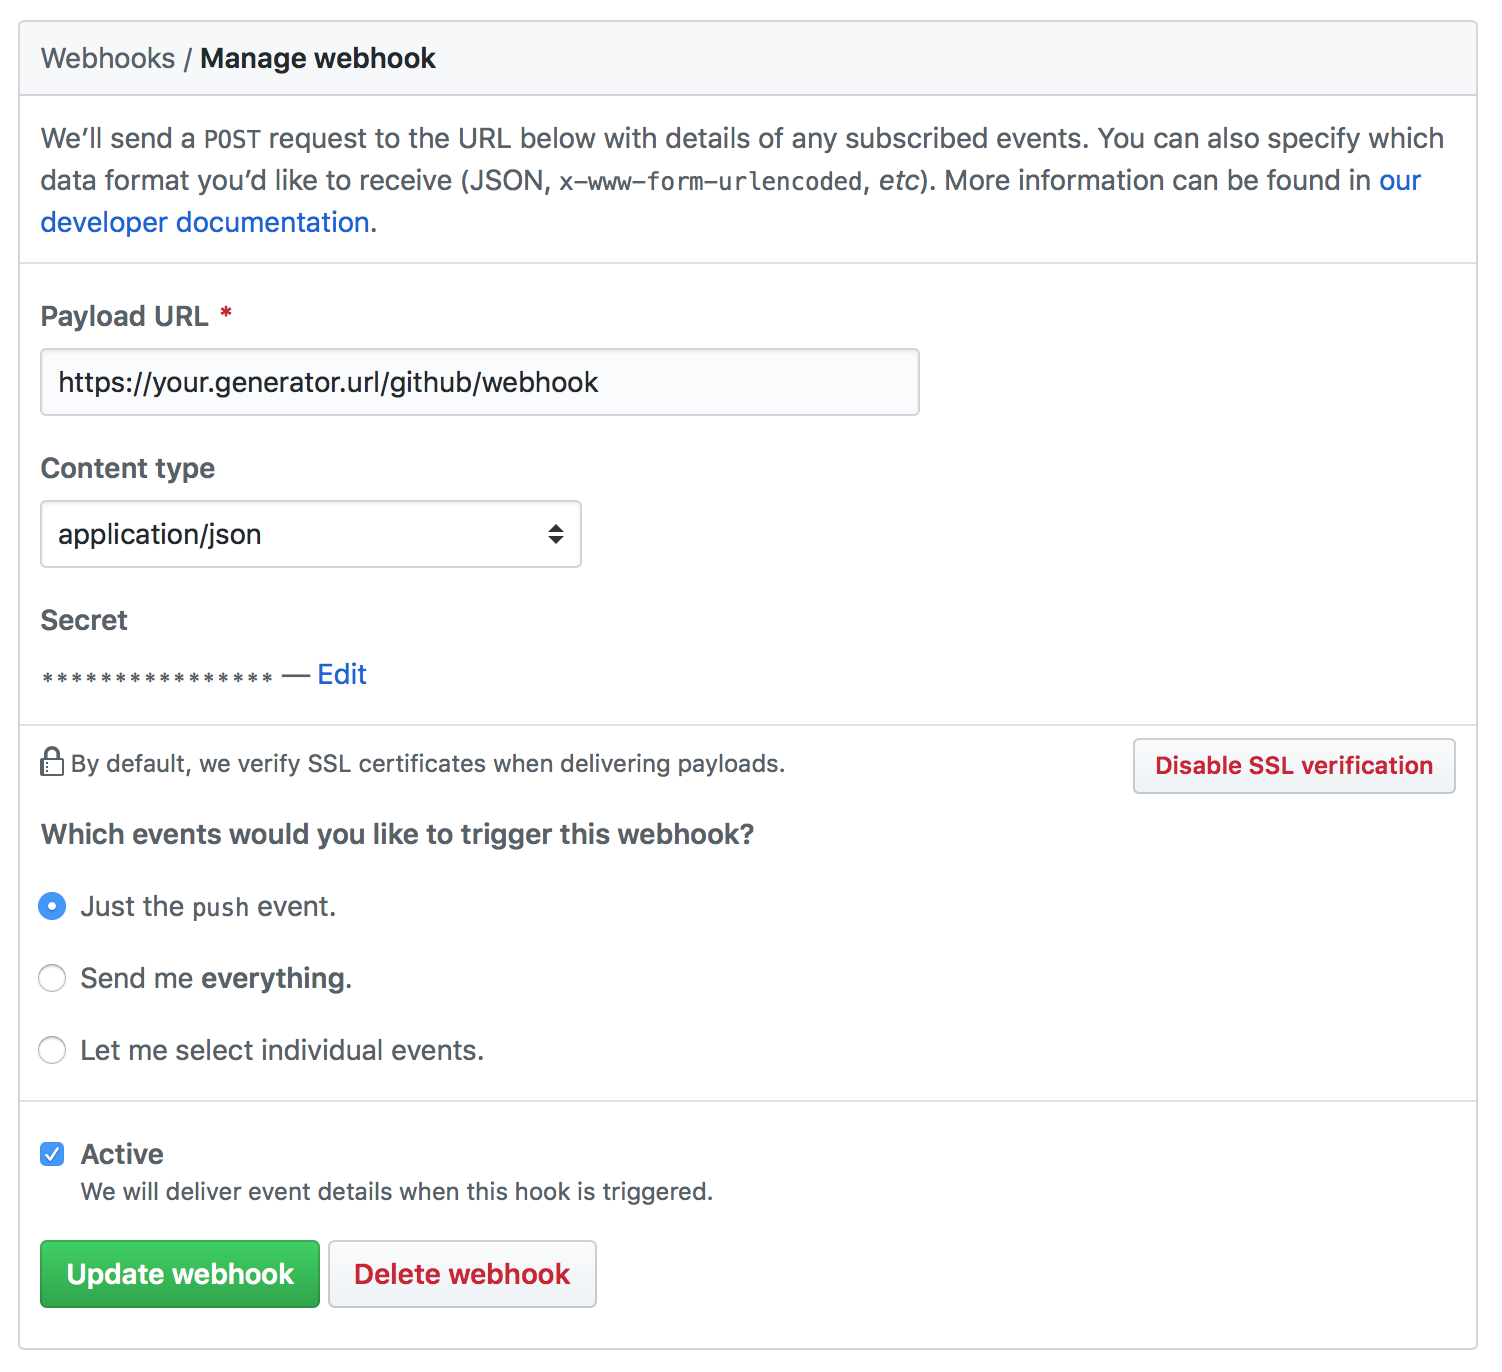 Webhooks / Manage webhook
We’ll send a POST request to the URL below with details of any subscribed events. You can also specify which
data format you’d like to receive (JSON, x-www-form-urlencoded, etc). More information can be found in our
developer documentation.
Payload URL *
https://your.generator.url/github/webhook
Content type
application/json
Secret
**************** — Edit
By default, we verify SSL certificates when delivering payloads.
Disable SSL verification
Which events would you like to trigger this webhook?
Just the push event.
Send me everything.
Let me select individual events.
Active
We will deliver event details when this hook is triggered.
Update webhook
Delete webhook